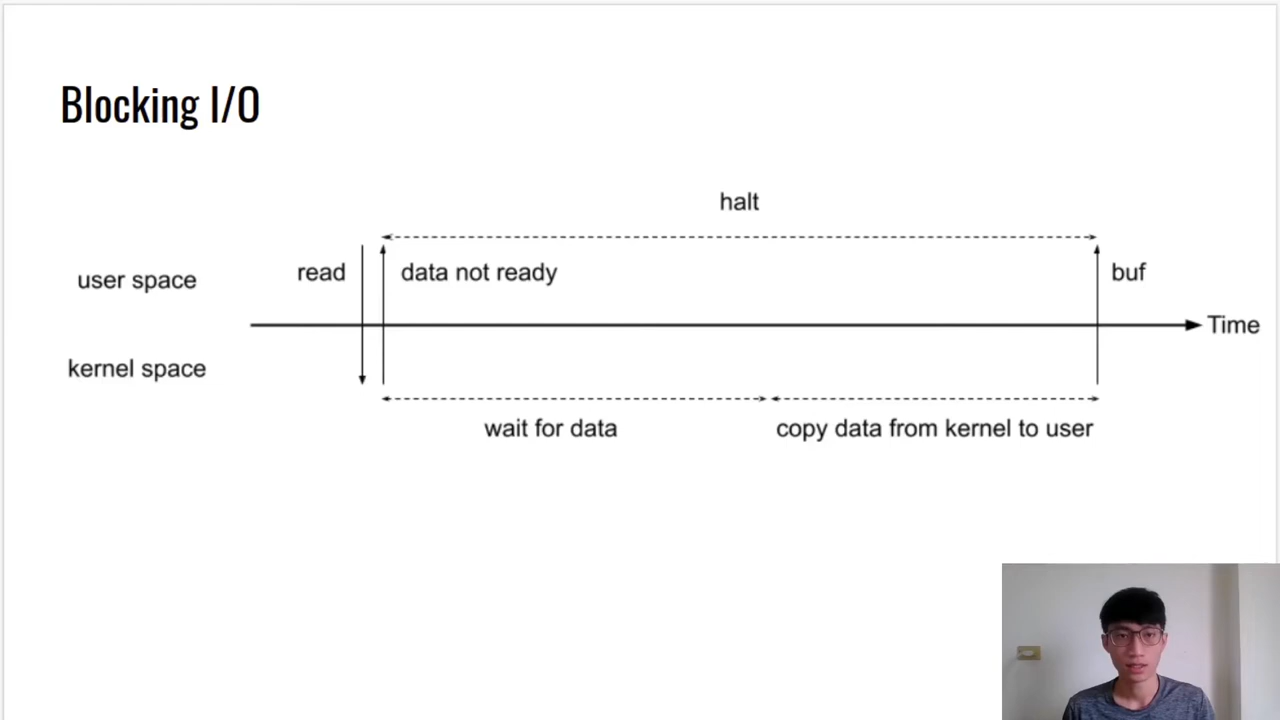 Blocking I/O
halt
user space
read
data not ready
buf
Time
kernel space
wait for data
copy data from kernel to user